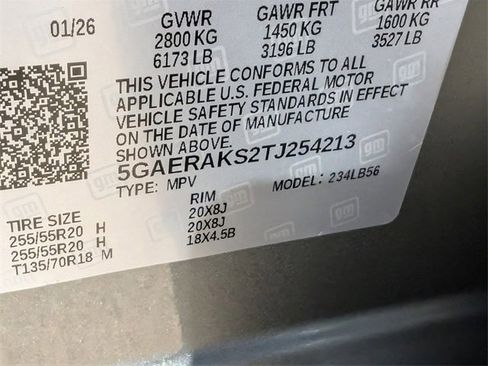 01/26 GVWR GAWR FRT GAWR RR
2800 KG 1450 KG 1600 KG
6173 LB 3196 LB 3527 LB
THIS VEHICLE CONFORMS TO ALL
APPLICABLE U.S. FEDERAL MOTOR
VEHICLE SAFETY STANDARDS IN EFFECT
ON THE DATE OF MANUFACTURE
5GAERAKS2TJ254213
TYPE: MPV MODEL: 234LB56
TIRE SIZE RIM
255/55R20 H 20X8J
255/55R20 H 20X8J
T135/70R18 M 18X4.5B
gm